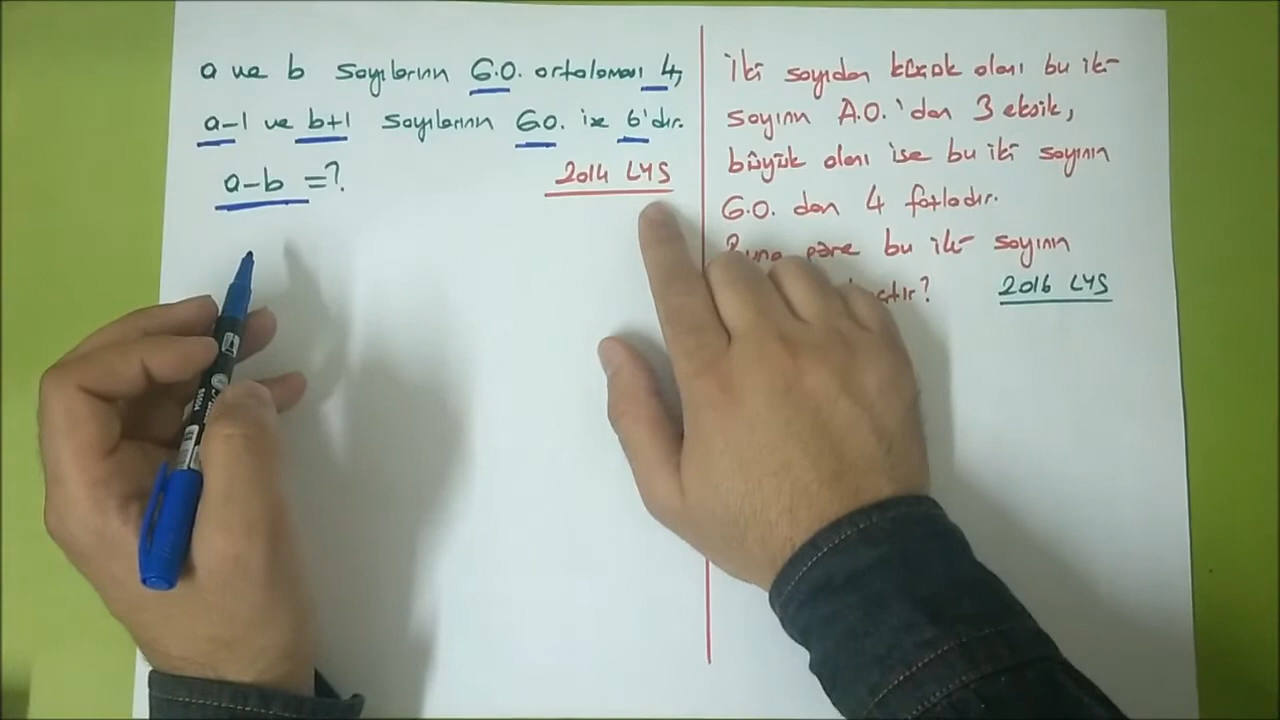 a ve b sayılarının G.O. ortalaması 4,
a-1 ve b+1 sayılarının G.O. ise 6'dır.
a-b =?
2014 LYS
İki sayıdan küçük olanı bu iki
sayının A.O.'dan 3 eksik,
büyük olanı ise bu iki sayının
G.O. dan 4 fazladır.
göre bu iki sayının
2016 LYS